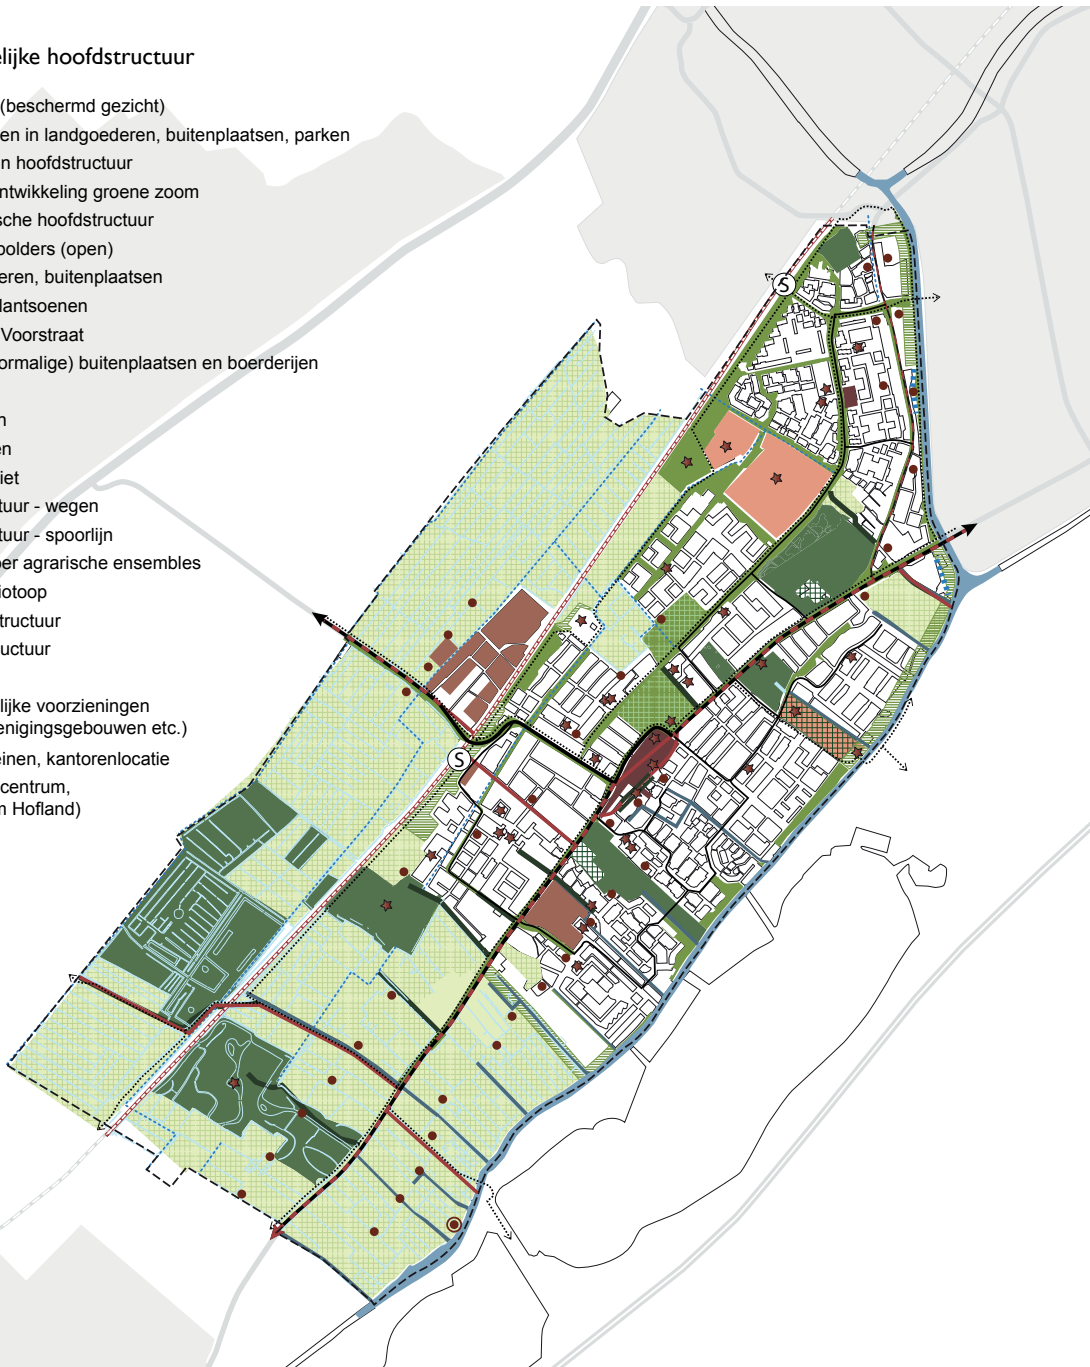 elijke hoofdstructuur
(beschermd gezicht)
en in landgoederen, buitenplaatsen, parken
n hoofdstructuur
ntwikkeling groene zoom
sche hoofdstructuur
polders (open)
eren, buitenplaatsen
lantsoenen
Voorstraat
ormalige) buitenplaatsen en boerderijen
n
en
iet
tuur - wegen
tuur - spoorlijn
per agrarische ensembles
iotoop
tructuur
uctuur
lijke voorzieningen
enigingsgebouwen etc.)
einen, kantorenlocatie
centrum,
m Hofland)
S
S